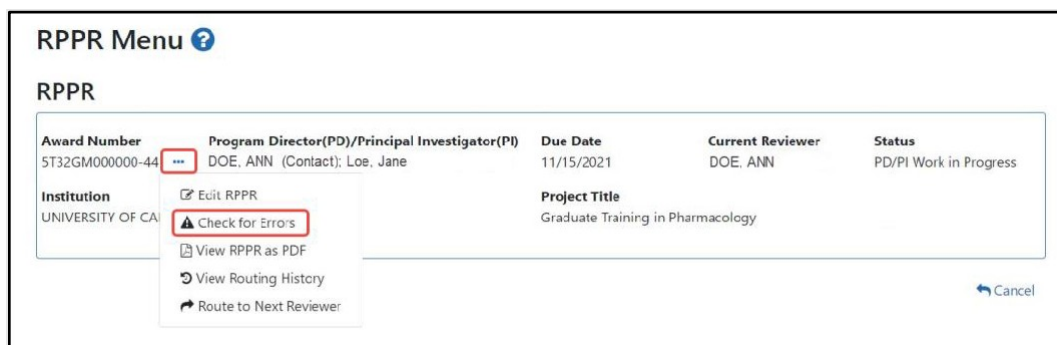 RPPR Menu ?
RPPR
Award Number Program Director(PD)/Principal Investigator(PI) Due Date Current Reviewer Status
5T32GM000000-44 ... DOE, ANN (Contact); Loe, Jane 11/15/2021 DOE, ANN PD/PI Work in Progress
Institution Project Title
UNIVERSITY OF CA Graduate Training in Pharmacology
Edit RPPR
Check for Errors
View RPPR as PDF
View Routing History
Route to Next Reviewer
Cancel